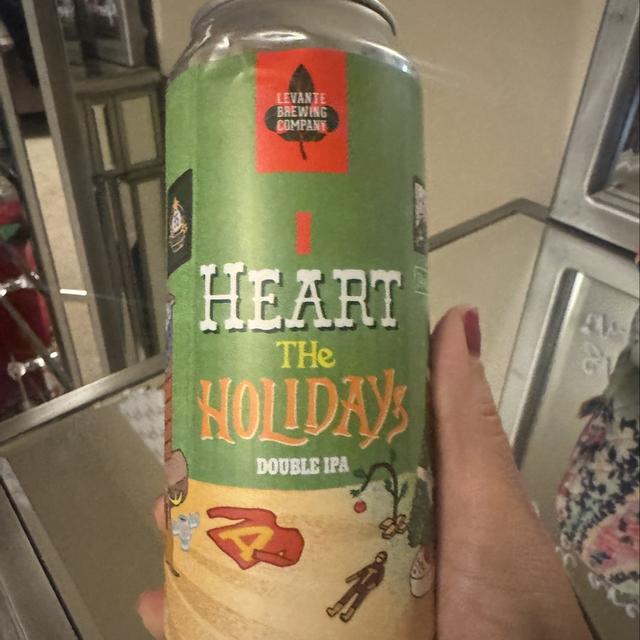 LEVANTE
BREWING
COMPANY
I
HEART
THe
HOLIDAYs
DOUBLE IPA
A